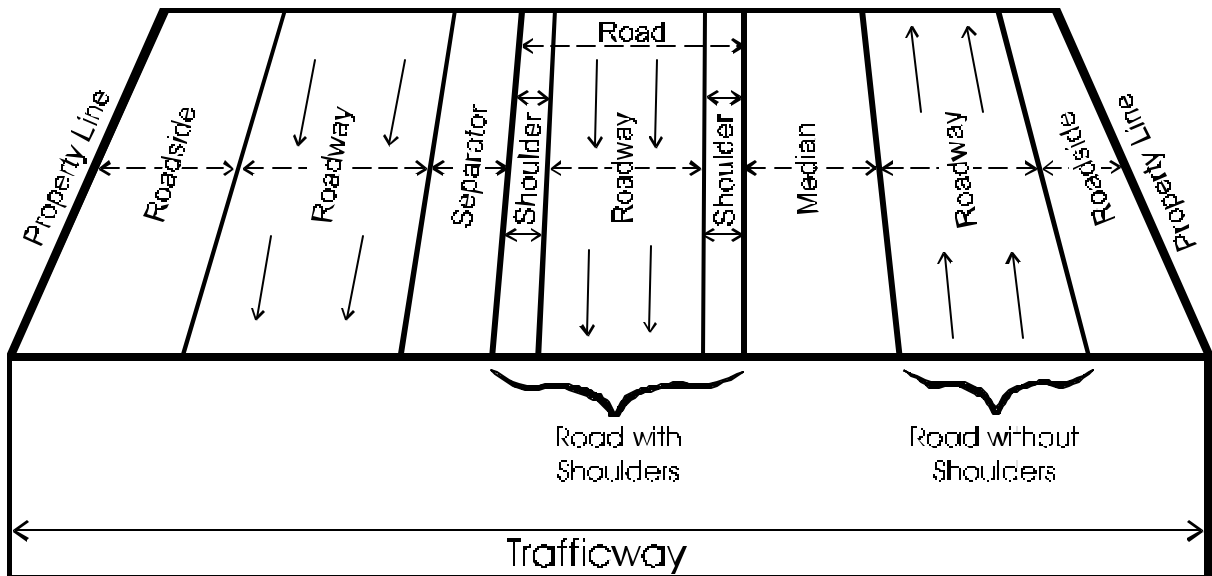 Road
Property Line
Roadside
Roadway
Separator
Shoulder
Roadway
Shoulder
Median
Roadway
Roadside
Property Line
Road with
Shoulders
Road without
Shoulders
Trafficway